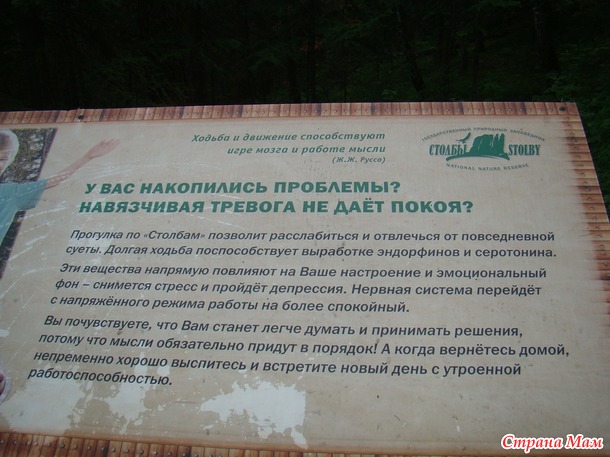 Ходьба и движение способствуют
игре мозга и работе мысли
(Ж.Ж. Руссо)
ГОСУДАРСТВЕННЫЙ ПРИРОДНЫЙ ЗАПОВЕДНИК
СТОЛБЫ STOLBY
NATIONAL NATURE RESERVE
У ВАС НАКОПИЛИСЬ ПРОБЛЕМЫ?
НАВЯЗЧИВАЯ ТРЕВОГА НЕ ДАЁТ ПОКОЯ?
Прогулка по «Столбам» позволит расслабиться и отвлечься от повседневной
суеты. Долгая ходьба поспособствует выработке эндорфинов и серотонина.
Эти вещества напрямую повлияют на Ваше настроение и эмоциональный
фон – снимется стресс и пройдёт депрессия. Нервная система перейдёт
с напряжённого режима работы на более спокойный.
Вы почувствуете, что Вам станет легче думать и принимать решения,
потому что мысли обязательно придут в порядок! А когда вернётесь домой,
непременно хорошо выспитесь и встретите новый день с утроенной
работоспособностью.
Страна Мам